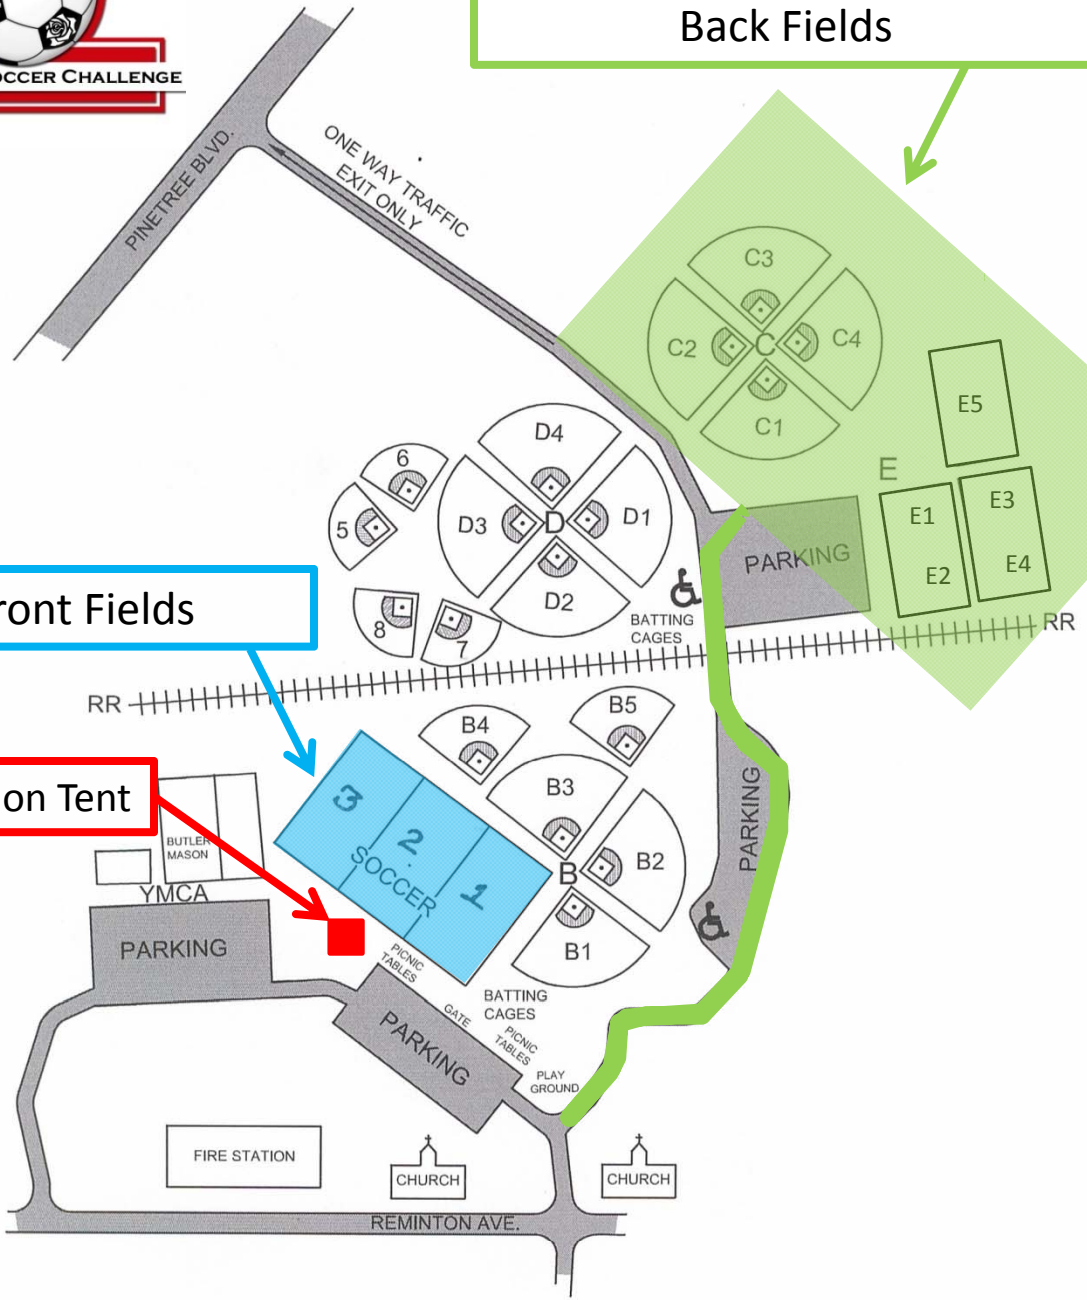 Back Fields
OCCER CHALLENGE
PINETREE BLVD.
ONE WAY TRAFFIC
EXIT ONLY
C3
C2
C
C4
C1
E5
E
E1
E2
E3
E4
D4
D3
D
D1
D2
6
5
8
7
PARKING
BATTING
CAGES
RR
RR
ront Fields
on Tent
B4
B5
B3
B
B2
B1
3
2
1
SOCCER
BUTLER
MASON
YMCA
PARKING
PARKING
PICNIC
TABLES
GATE
BATTING
CAGES
PICNIC
TABLES
PLAY
GROUND
PARKING
FIRE STATION
CHURCH
CHURCH
REMINTON AVE.